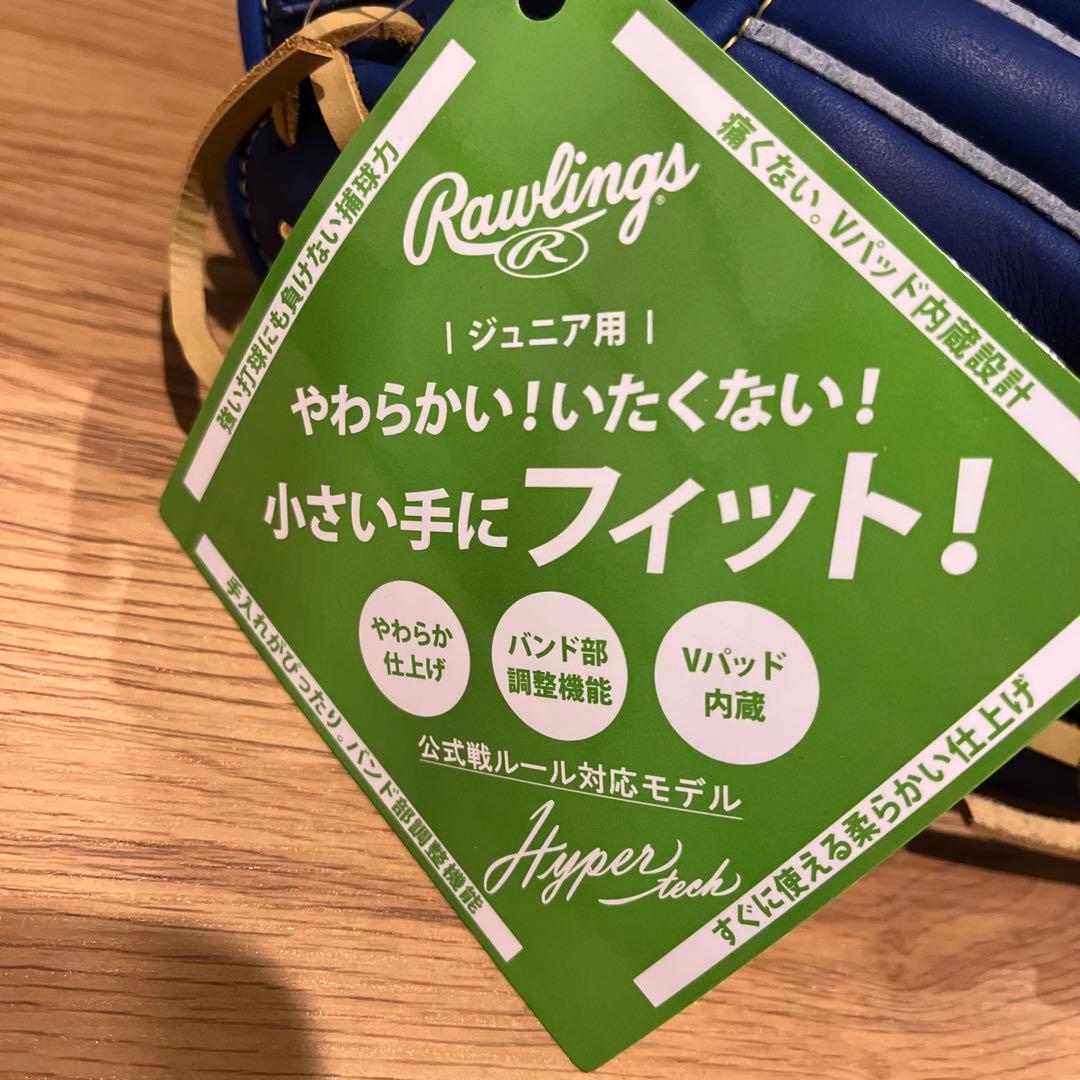 強い打球にも負けない捕球力
痛くない。Vパッド内蔵設計
Rawlings®
R
| ジュニア用 |
やわらかい！いたくない！
小さい手にフィット！
やわらか
仕上げ
バンド部
調整機能
Vパッド
内蔵
公式戦ルール対応モデル
Hyper
tech
手入れがぴったり。バンド部調整機能
すぐに使える柔らかい仕上げ